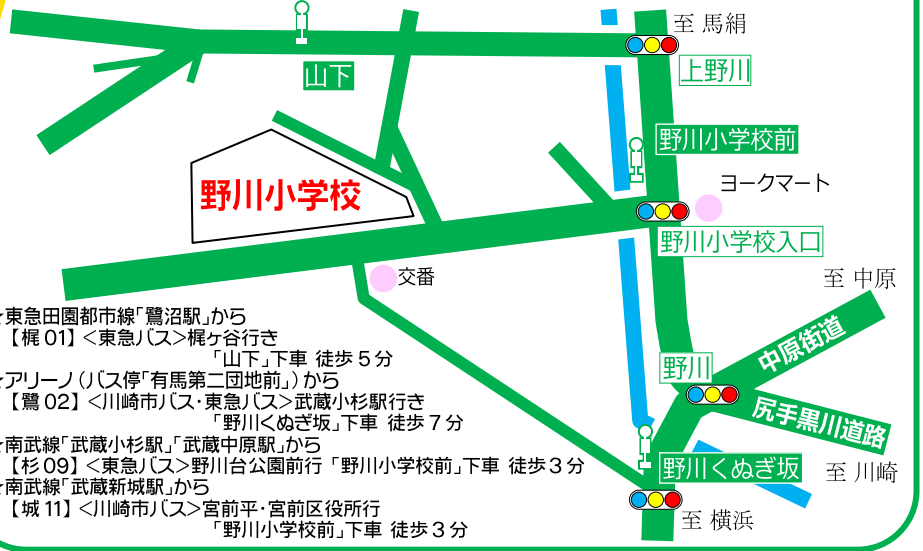 至 馬絹
山下
上野川
野川小学校前
ヨークマート
野川小学校
野川小学校入口
交番
至 中原
中原街道
野川
尻手黒川道路
野川くぬぎ坂
至 川崎
至 横浜
東急田園都市線「鷺沼駅」から
【梶01】<東急バス>梶ヶ谷行き
「山下」下車 徒歩5分
アリーノ(バス停「有馬第二団地前」)から
【鷺02】<川崎市バス・東急バス>武蔵小杉駅行き
「野川くぬぎ坂」下車 徒歩7分
南武線「武蔵小杉駅」「武蔵中原駅」から
【杉09】<東急バス>野川台公園前行「野川小学校前」下車 徒歩3分
南武線「武蔵新城駅」から
【城11】<川崎市バス>宮前平・宮前区役所行
「野川小学校前」下車 徒歩3分